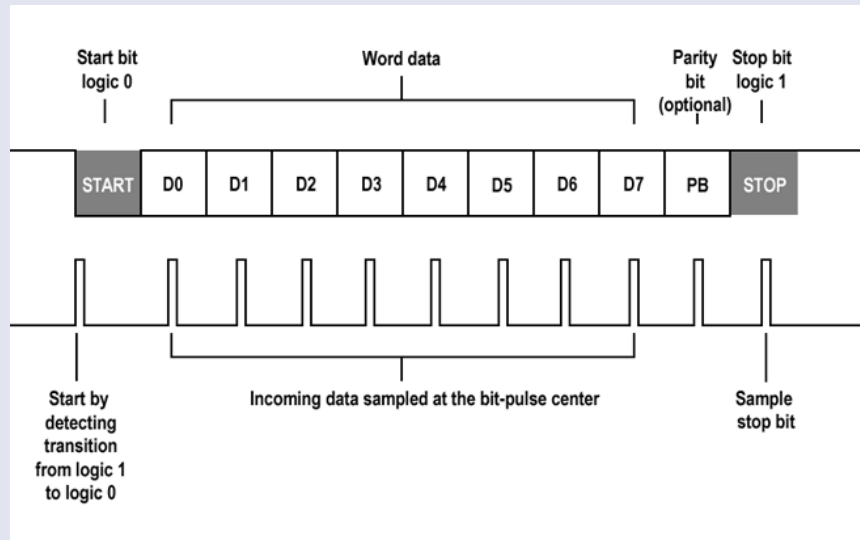 Start bit
logic 0
Word data
Parity
bit
(optional)
Stop bit
logic 1
START D0 D1 D2 D3 D4 D5 D6 D7 PB STOP
Start by
detecting
transition
from logic 1
to logic 0
Incoming data sampled at the bit-pulse center
Sample
stop bit